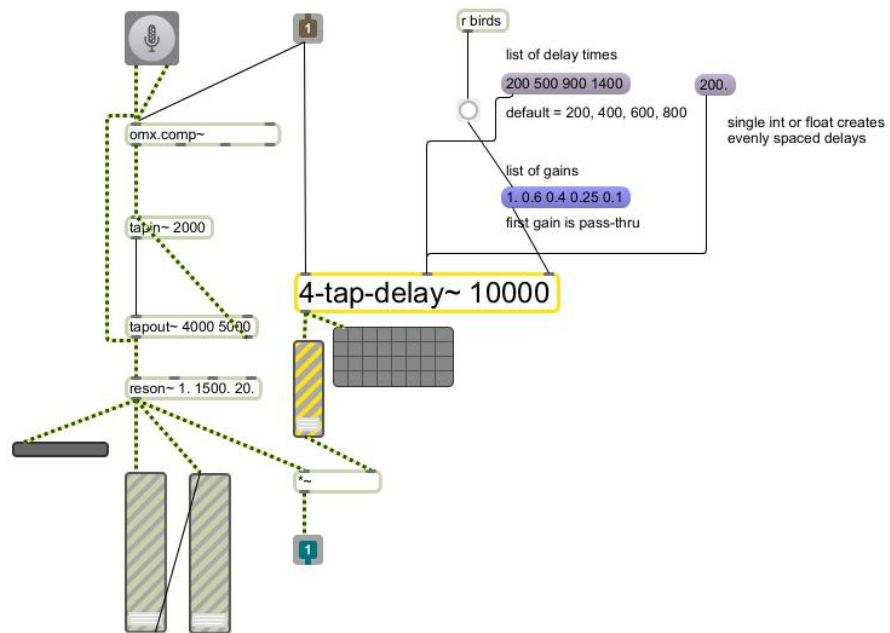 1
r birds
list of delay times
200 500 900 1400
200.
default = 200, 400, 600, 800
single int or float creates
evenly spaced delays
omx.comp~
list of gains
1. 0.6 0.4 0.25 0.1
first gain is pass-thru
tapin~ 2000
4-tap-delay~ 10000
tapout~ 4000 5000
reson~ 1. 1500. 20.
*~
1